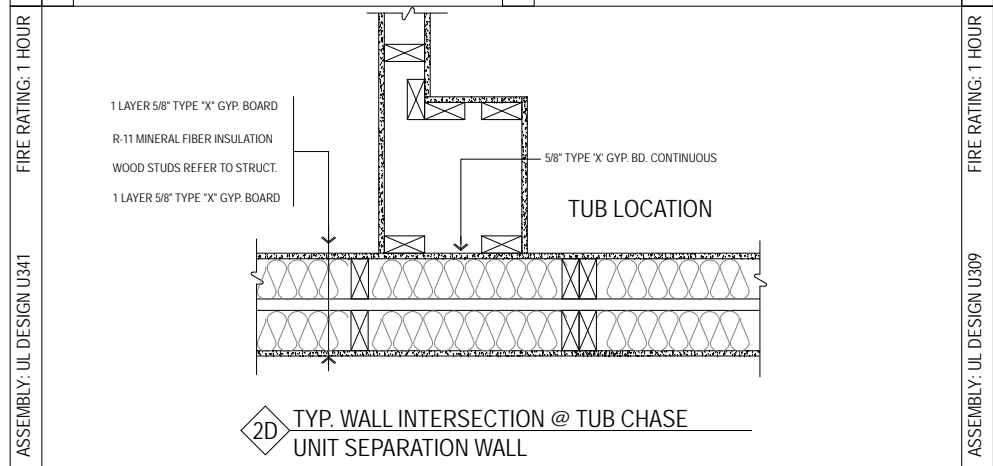 FIRE RATING: 1 HOUR
ASSEMBLY: UL DESIGN U341
1 LAYER 5/8" TYPE "X" GYP. BOARD
R-11 MINERAL FIBER INSULATION
WOOD STUDS REFER TO STRUCT.
1 LAYER 5/8" TYPE "X" GYP. BOARD
5/8" TYPE 'X' GYP. BD. CONTINUOUS
TUB LOCATION
2D
TYP. WALL INTERSECTION @ TUB CHASE
UNIT SEPARATION WALL
FIRE RATING: 1 HOUR
ASSEMBLY: UL DESIGN U309